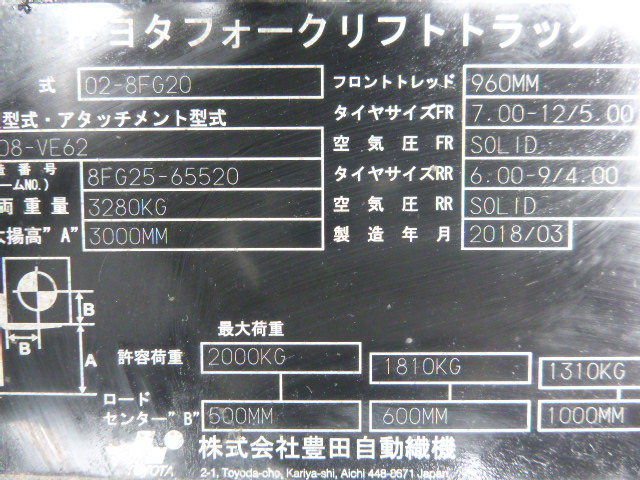 ヨタフォークリフトトラック
式 02-8FG20 フロントトレッド 960MM
型式・アタッチメント型式 タイヤサイズFR 7.00-12/5.00
08-VE62 空気圧 FR SOLID
番号 8FG25-65520 タイヤサイズRR 6.00-9/4.00
ームNO.)
両重量 3280KG 空気圧 RR SOLID
大揚高"A" 3000MM 製造年月 2018/03
B
B
A
最大荷重
許容荷重 2000KG 1810KG 1310KG
ロード
センター"B" 500MM 600MM 1000MM
TOYOTA 株式会社豊田自動織機
2-1, Toyoda-cho, Kariya-shi, Aichi 448-8671 Japan